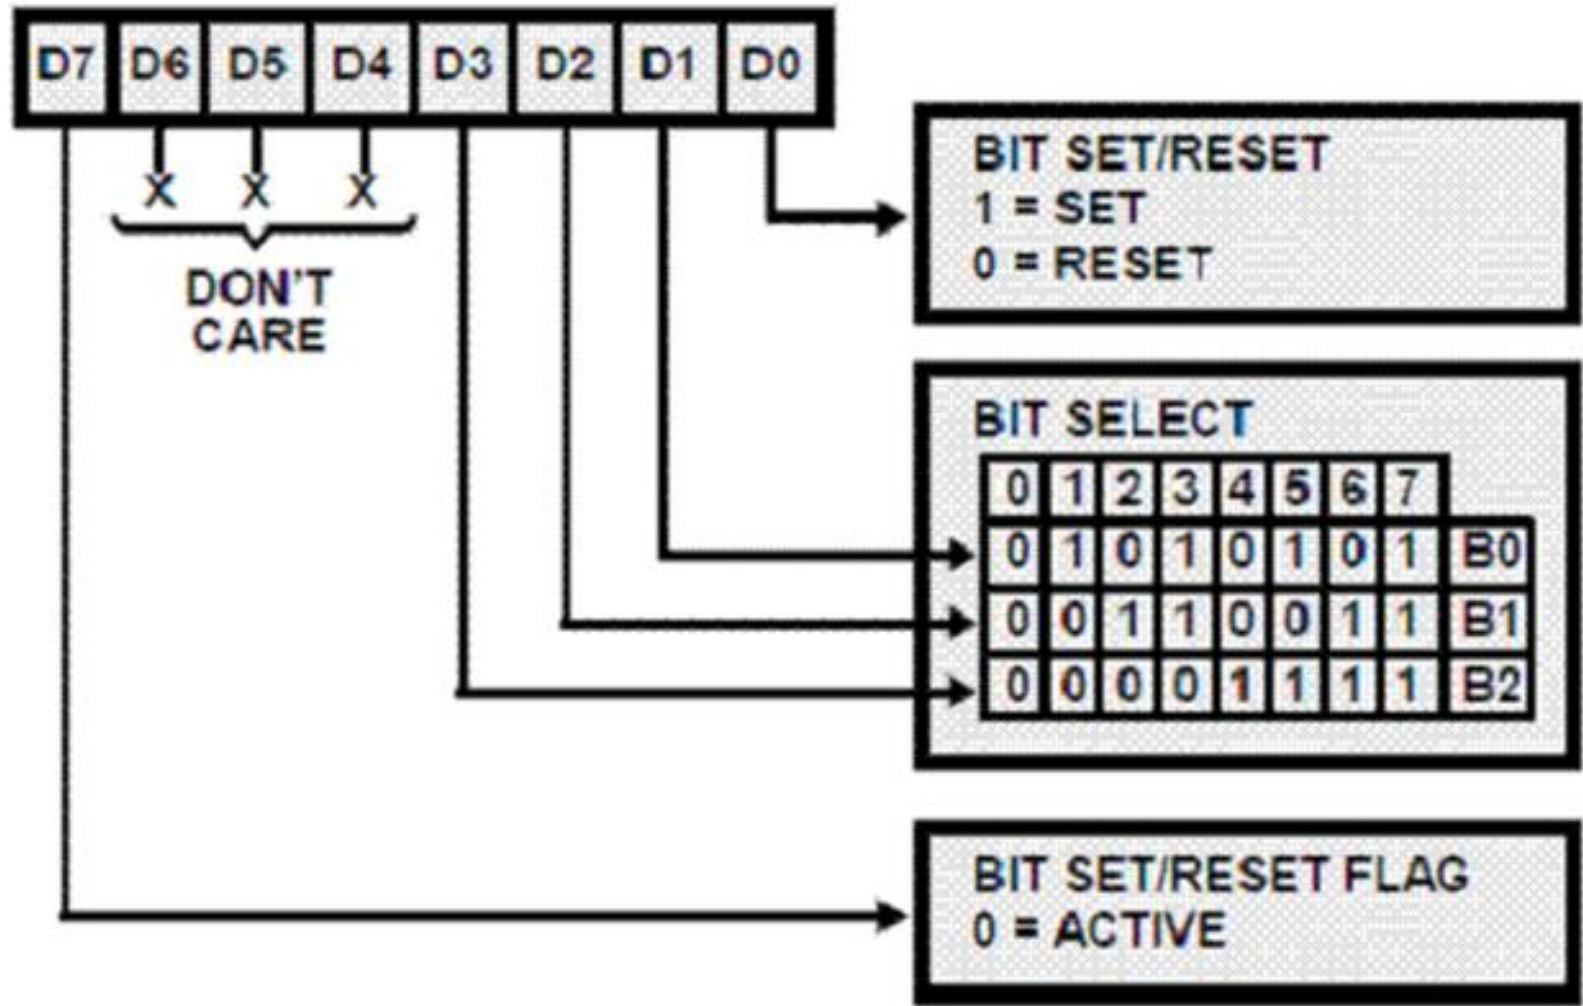 D7 D6 D5 D4 D3 D2 D1 D0
X X X
DON'T
CARE
BIT SET/RESET
1 = SET
0 = RESET
BIT SELECT
0 1 2 3 4 5 6 7
0 1 0 1 0 1 0 1 B0
0 0 1 1 0 0 1 1 B1
0 0 0 0 1 1 1 1 B2
BIT SET/RESET FLAG
0 = ACTIVE